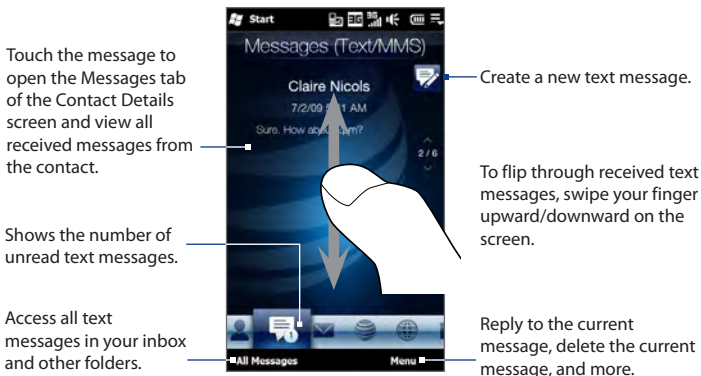 Start
Messages (Text/MMS)
Touch the message to
open the Messages tab
of the Contact Details
screen and view all
received messages from
the contact.
Claire Nicols
7/2/09 AM
Sure. How
2/6
Create a new text message.
To flip through received text
messages, swipe your finger
upward/downward on the
screen.
Shows the number of
unread text messages.
1
Access all text
messages in your inbox
and other folders.
All Messages
Menu
Reply to the current
message, delete the current
message, and more.